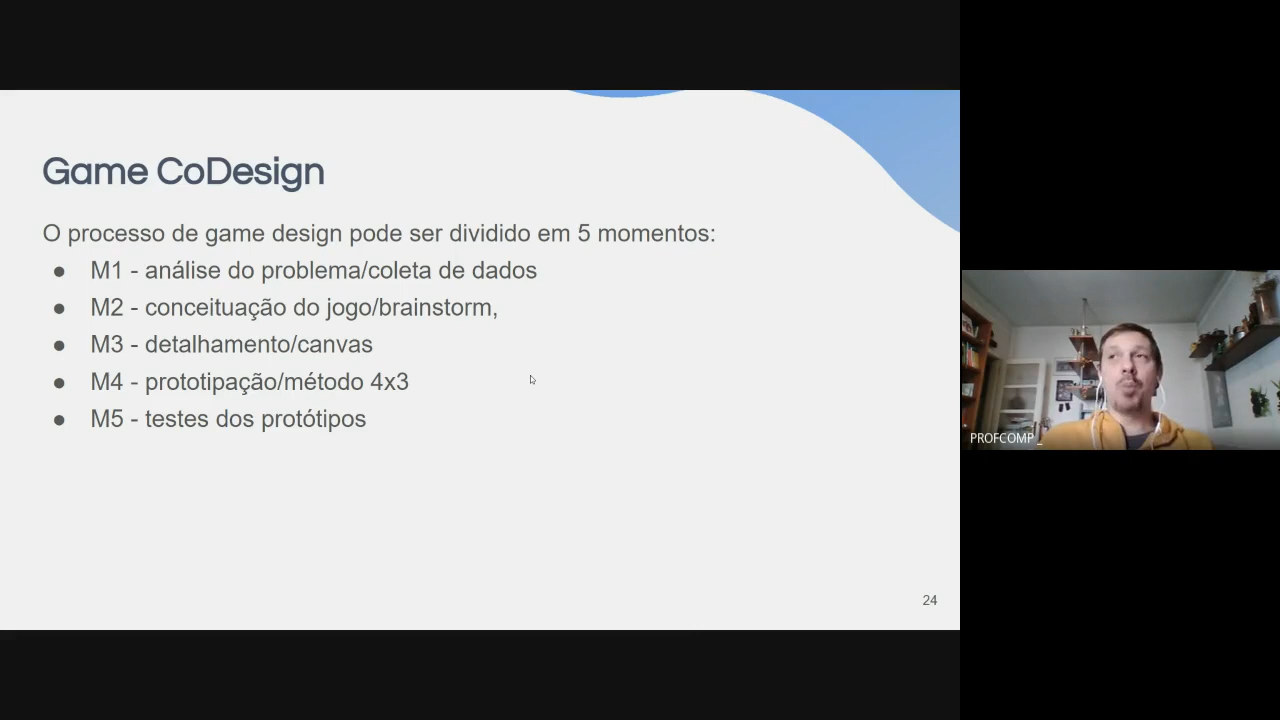 Game CoDesign
O processo de game design pode ser dividido em 5 momentos:
● M1 - análise do problema/coleta de dados
● M2 - conceituação do jogo/brainstorm,
● M3 - detalhamento/canvas
● M4 - prototipação/método 4x3
● M5 - testes dos protótipos
24
PROFCOMP _